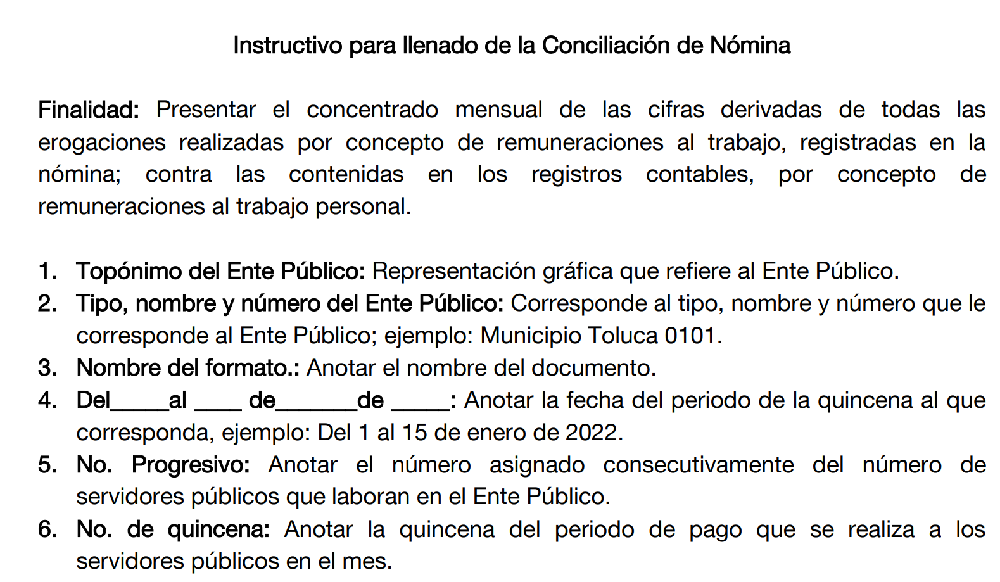 Instructivo para llenado de la Conciliación de Nómina
Finalidad: Presentar el concentrado mensual de las cifras derivadas de todas las
erogaciones realizadas por concepto de remuneraciones al trabajo, registradas en la
nómina; contra las contenidas en los registros contables, por concepto de
remuneraciones al trabajo personal.
1. Topónimo del Ente Público: Representación gráfica que refiere al Ente Público.
2. Tipo, nombre y número del Ente Público: Corresponde al tipo, nombre y número que le
corresponde al Ente Público; ejemplo: Municipio Toluca 0101.
3. Nombre del formato.: Anotar el nombre del documento.
4. Del_____al ____ de_______de _____: Anotar la fecha del periodo de la quincena al que
corresponda, ejemplo: Del 1 al 15 de enero de 2022.
5. No. Progresivo: Anotar el número asignado consecutivamente del número de
servidores públicos que laboran en el Ente Público.
6. No. de quincena: Anotar la quincena del periodo de pago que se realiza a los
servidores públicos en el mes.